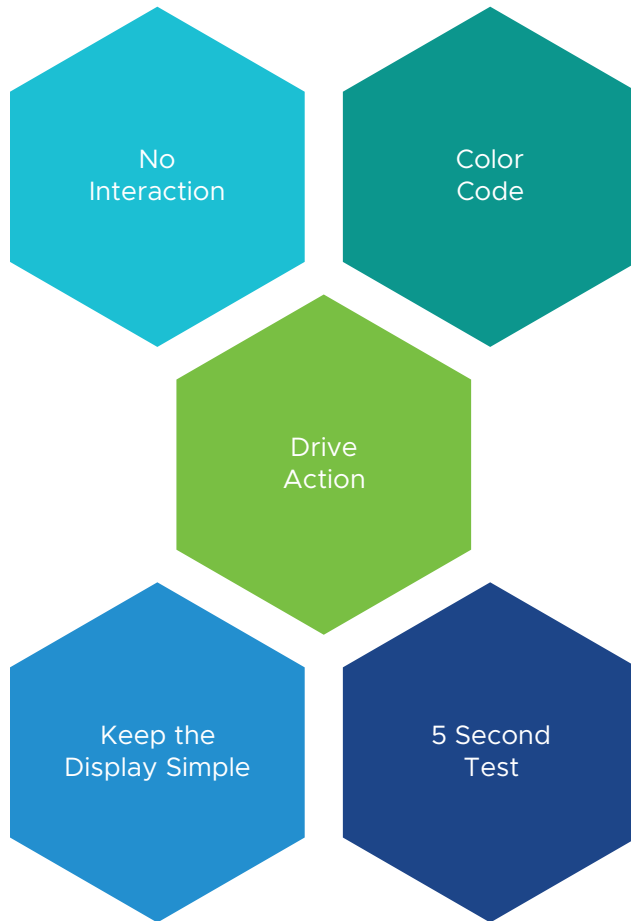 No
Interaction
Color
Code
Drive
Action
Keep the
Display Simple
5 Second
Test